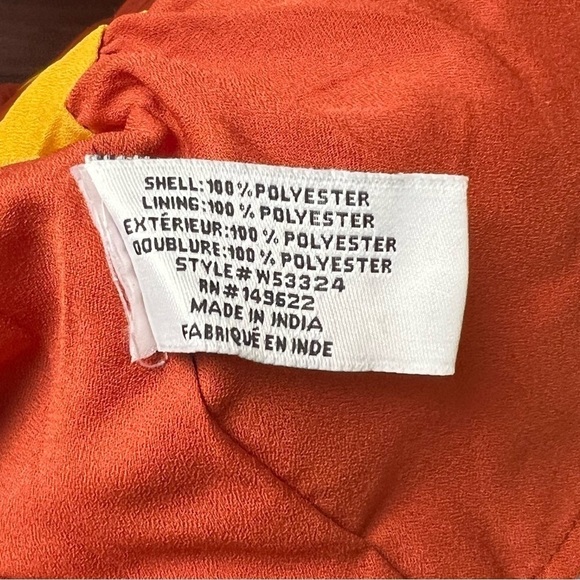 SHELL:100% POLYESTER
LINING:100% POLYESTER
EXTÉRIEUR:100% POLYESTER
DOUBLURE:100% POLYESTER
STYLE# W53324
RN# 149622
MADE IN INDIA
FABRIQUÉ EN INDE